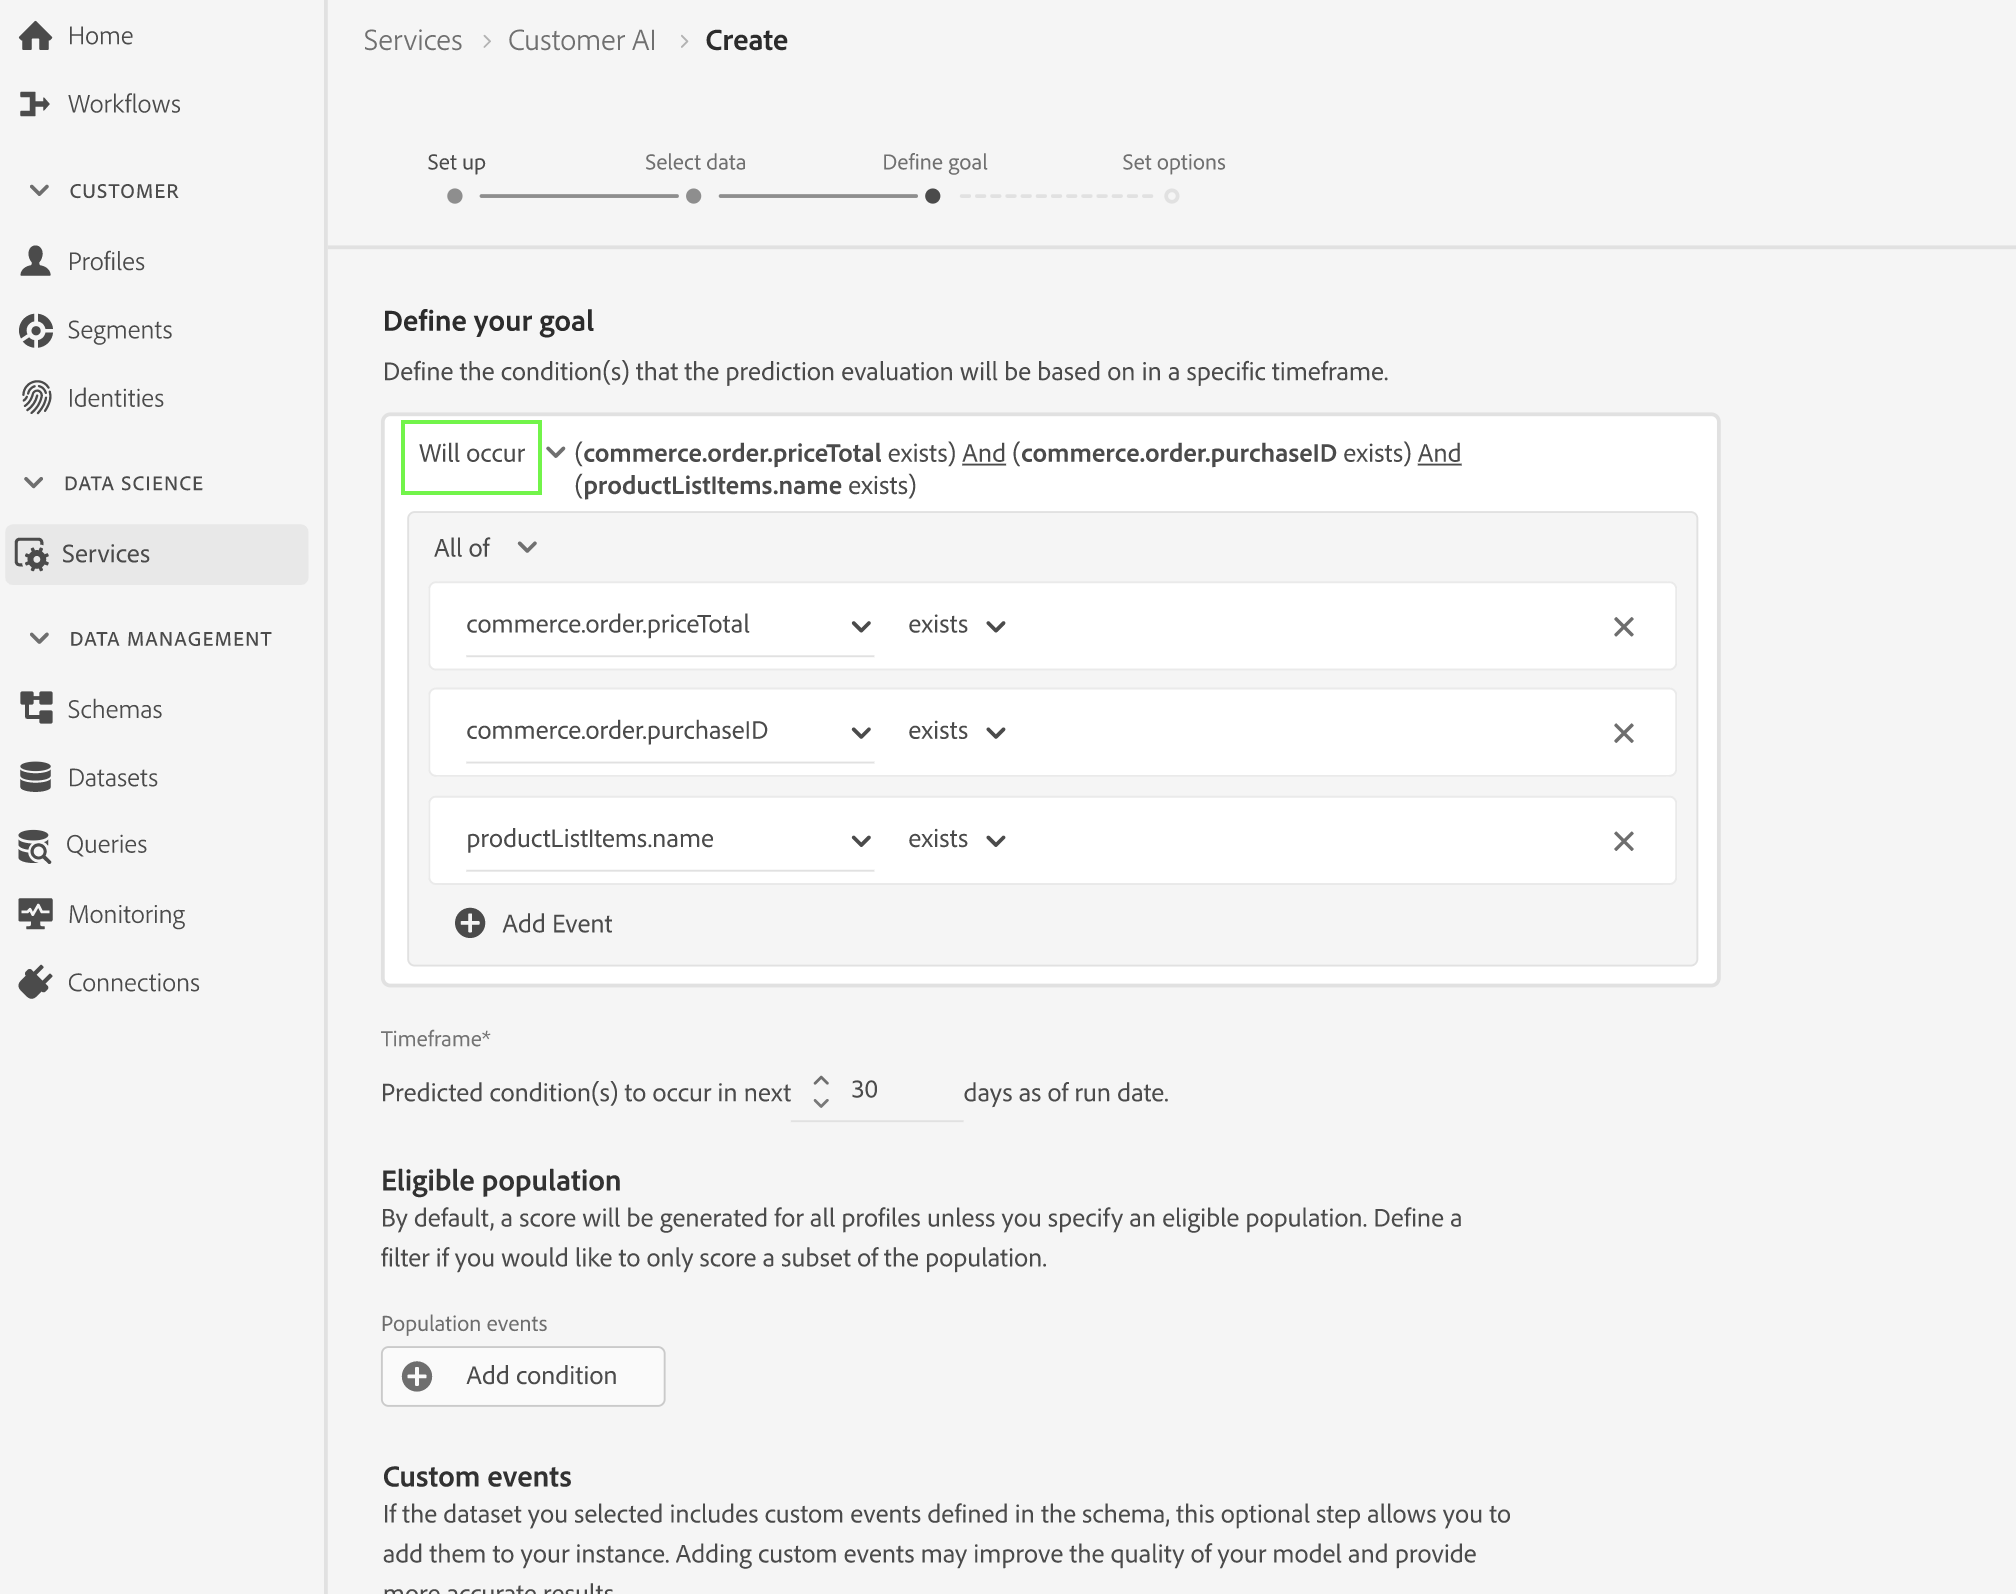 Home
Workflows
CUSTOMER
Profiles
Segments
Identities
DATA SCIENCE
Services
DATA MANAGEMENT
Schemas
Datasets
Queries
Monitoring
Connections
Services > Customer AI > Create
Set up Select data Define goal Set options
Define your goal
Define the condition(s) that the prediction evaluation will be based on in a specific timeframe.
Will occur (commerce.order.priceTotal exists) And (commerce.order.purchaseID exists) And
(productListItems.name exists)
All of
commerce.order.priceTotal exists
commerce.order.purchaseID exists
productListItems.name exists
Add Event
Timeframe*
Predicted condition(s) to occur in next 30 days as of run date.
Eligible population
By default, a score will be generated for all profiles unless you specify an eligible population. Define a
filter if you would like to only score a subset of the population.
Population events
Add condition
Custom events
If the dataset you selected includes custom events defined in the schema, this optional step allows you to
add them to your instance. Adding custom events may improve the quality of your model and provide
more accurate results.